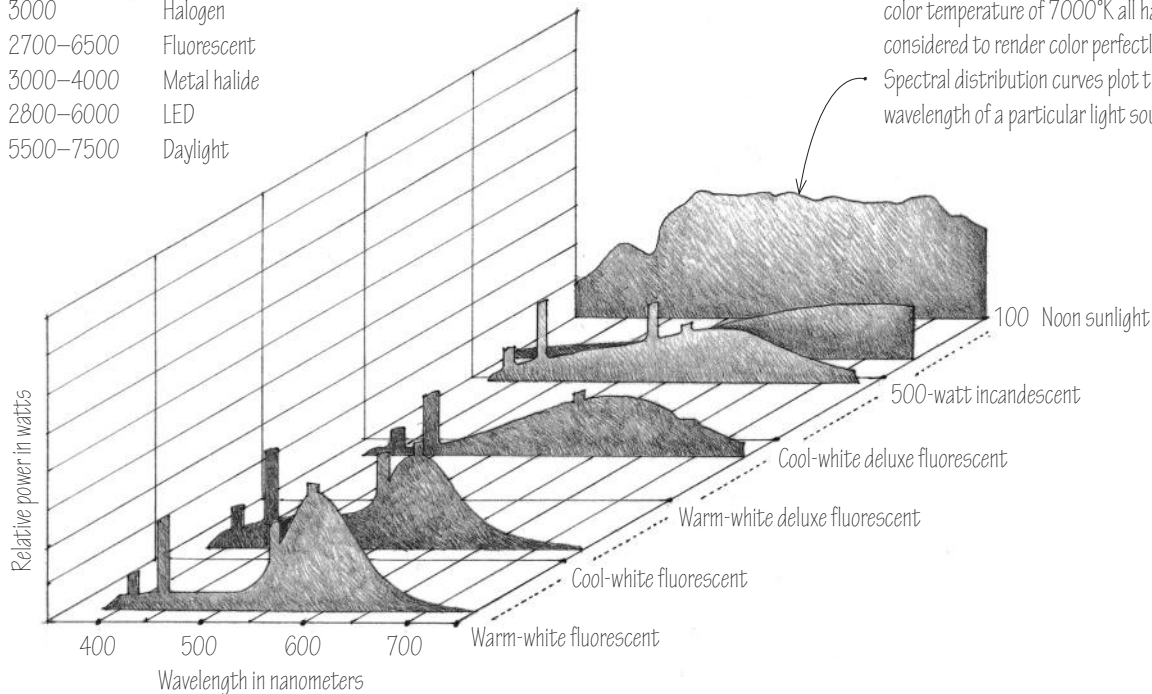 3000 Halogen
2700–6500 Fluorescent
3000–4000 Metal halide
2800–6000 LED
5500–7500 Daylight
color temperature of 7000°K all ha
considered to render color perfectl
Spectral distribution curves plot t
wavelength of a particular light sou
100 Noon sunlight
500-watt incandescent
Cool-white deluxe fluorescent
Warm-white deluxe fluorescent
Cool-white fluorescent
Warm-white fluorescent
Relative power in watts
400 500 600 700
Wavelength in nanometers